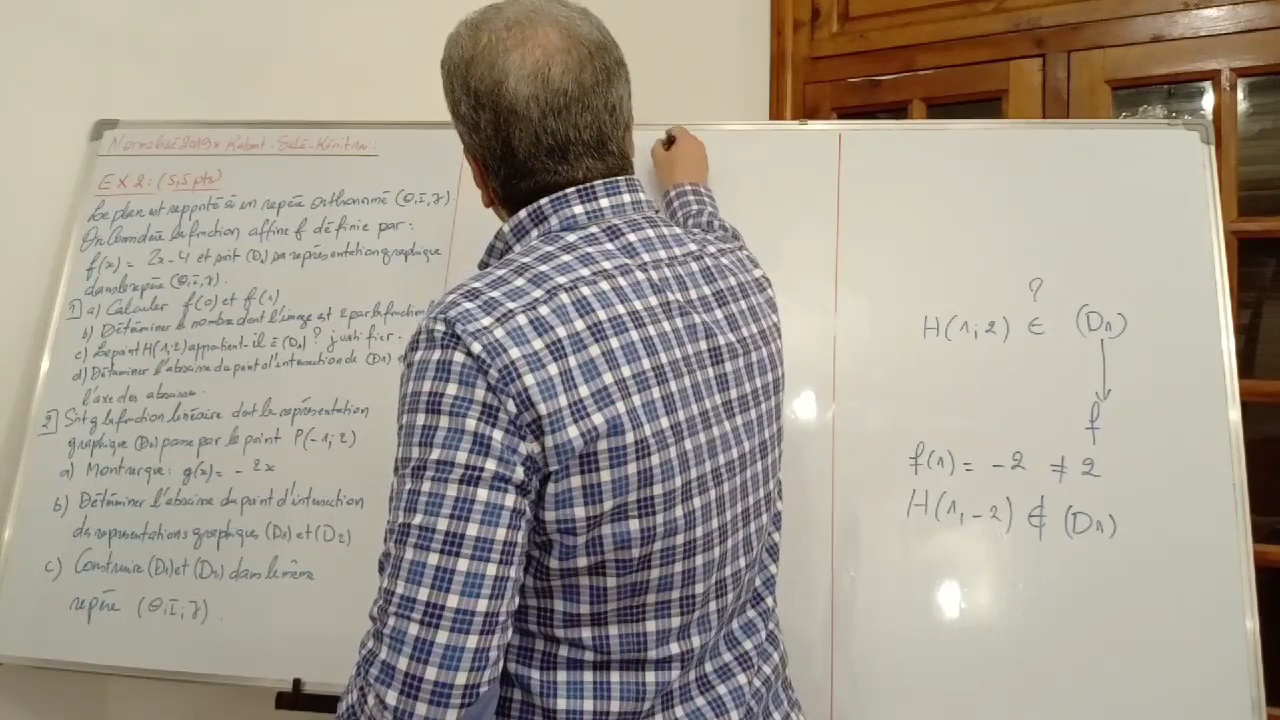 Normalisé 2019 x Rabat-Salé-Kénitra:
EX 2: (5,5 pts)
Le plan est rapporté à un repère orthonormé (O,I,J).
On Considère la fonction affine f définie par:
f(x) = 2x-4 et soit (D1) sa représentation graphique
dans le repère (O,I,J).
1] a) Calculer f(0) et f(1)
b) Déterminer le nombre dont l'image est 2 par la fonction
c) Le point H(1;2) appartient-il à (D1)? justifier.
d) Déterminer l'abscisse du point d'intersection de (D1) et
l'axe des abscisses.
2] Soit g la fonction linéaire dont la représentation
graphique (D2) passe par le point P(-1;2)
a) Montrer que: g(x) = -2x
b) Déterminer l'abscisse du point d'intersection
des représentations graphiques (D1) et (D2)
c) Construire (D1) et (D2) dans le même
repère (O,I,J).
?
H(1;2) ∈ (D1)
f
f(1) = -2 ≠ 2
H(1,-2) ∉ (D1)